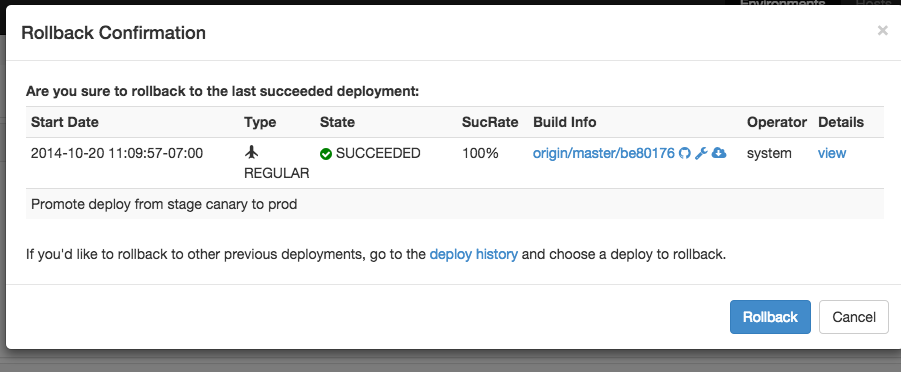 Environments Hosts
Rollback Confirmation ×
Are you sure to rollback to the last succeeded deployment:
Start Date Type State SucRate Build Info Operator Details
2014-10-20 11:09:57-07:00 REGULAR SUCCEEDED 100% origin/master/be80176 system view
Promote deploy from stage canary to prod
If you'd like to rollback to other previous deployments, go to the deploy history and choose a deploy to rollback.
Rollback Cancel